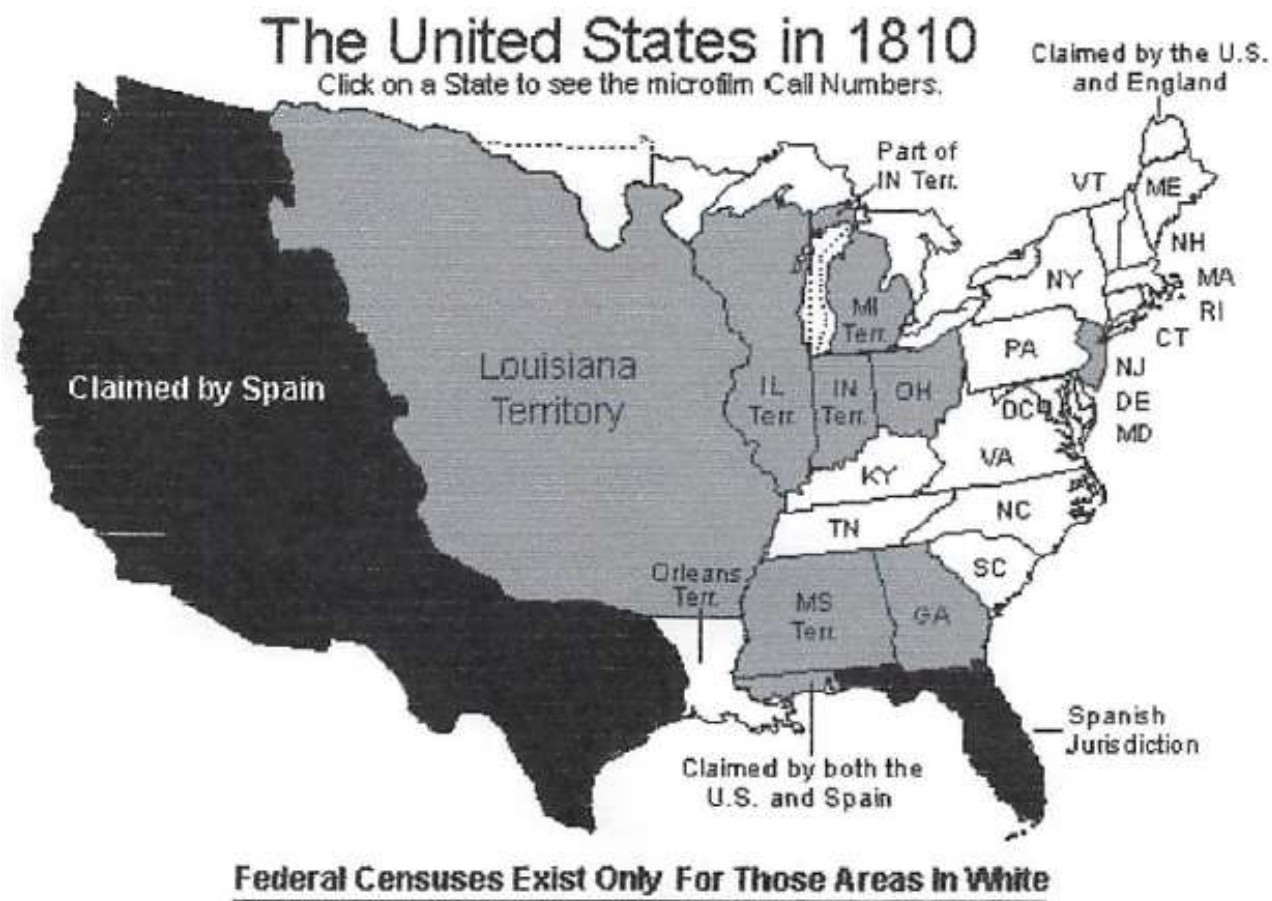 The United States in 1810
Click on a State to see the microfilm Call Numbers.
Claimed by the U.S.
and England
Part of
IN Terr.
VT
ME
NH
MA
RI
CT
NY
PA
NJ
DE
MD
DC
MI
Terr.
Claimed by Spain
Louisiana
Territory
IL
Terr.
IN
Terr.
OH
KY
VA
TN
NC
SC
Orleans
Terr.
MS
Terr.
GA
Spanish
Jurisdiction
Claimed by both the
U.S. and Spain
Federal Censuses Exist Only For Those Areas in White